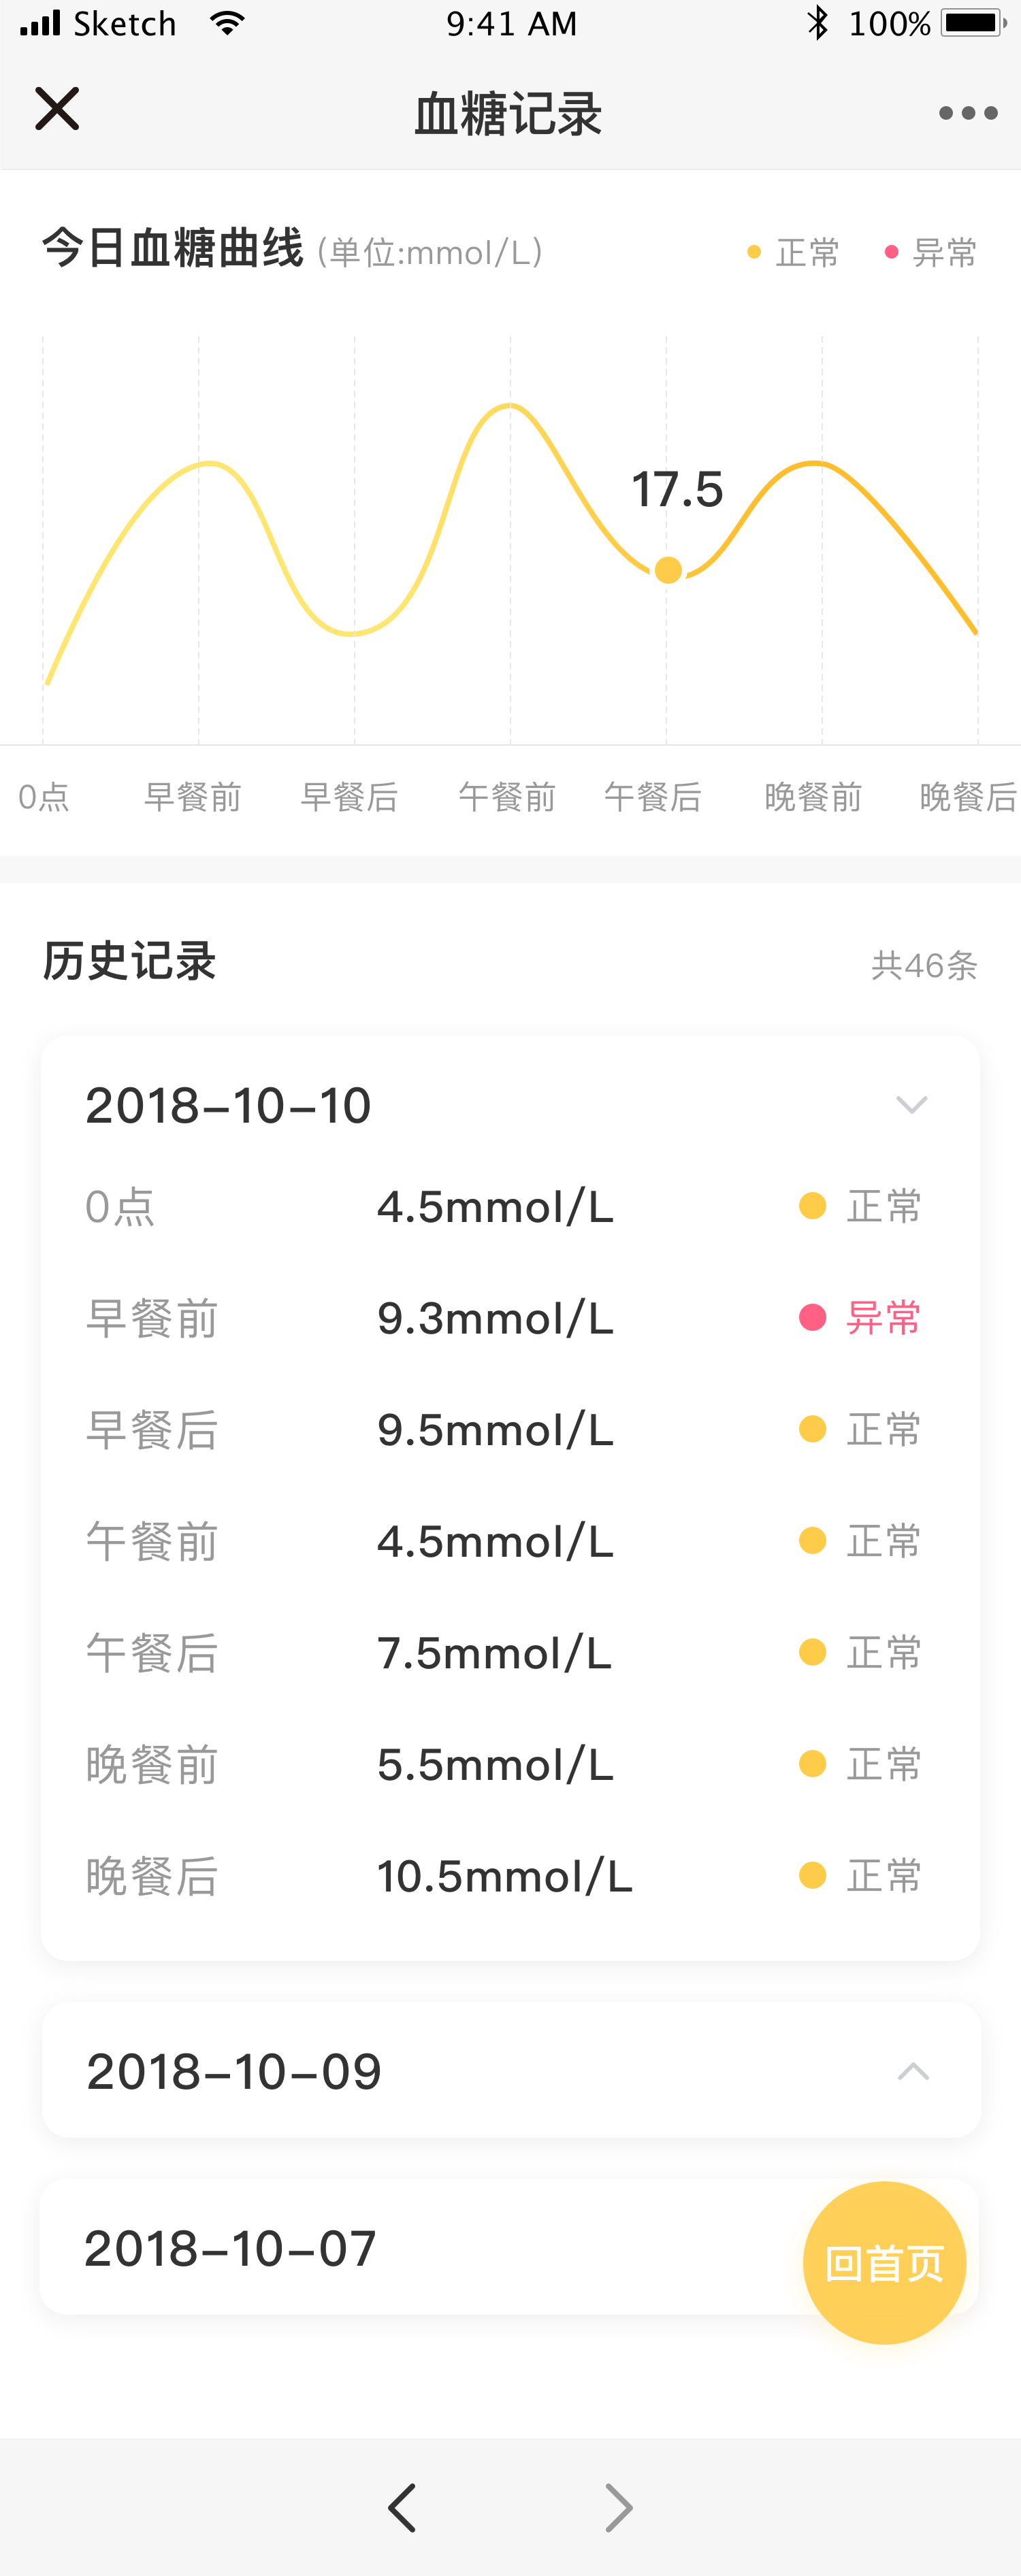 Sketch 9:41 AM 100%
血糖记录
今日血糖曲线 (单位:mmol/L) 正常 异常
17.5
0点 早餐前 早餐后 午餐前 午餐后 晚餐前 晚餐后
历史记录 共46条
2018-10-10
0点 4.5mmol/L 正常
早餐前 9.3mmol/L 异常
早餐后 9.5mmol/L 正常
午餐前 4.5mmol/L 正常
午餐后 7.5mmol/L 正常
晚餐前 5.5mmol/L 正常
晚餐后 10.5mmol/L 正常
2018-10-09
2018-10-07
回首页